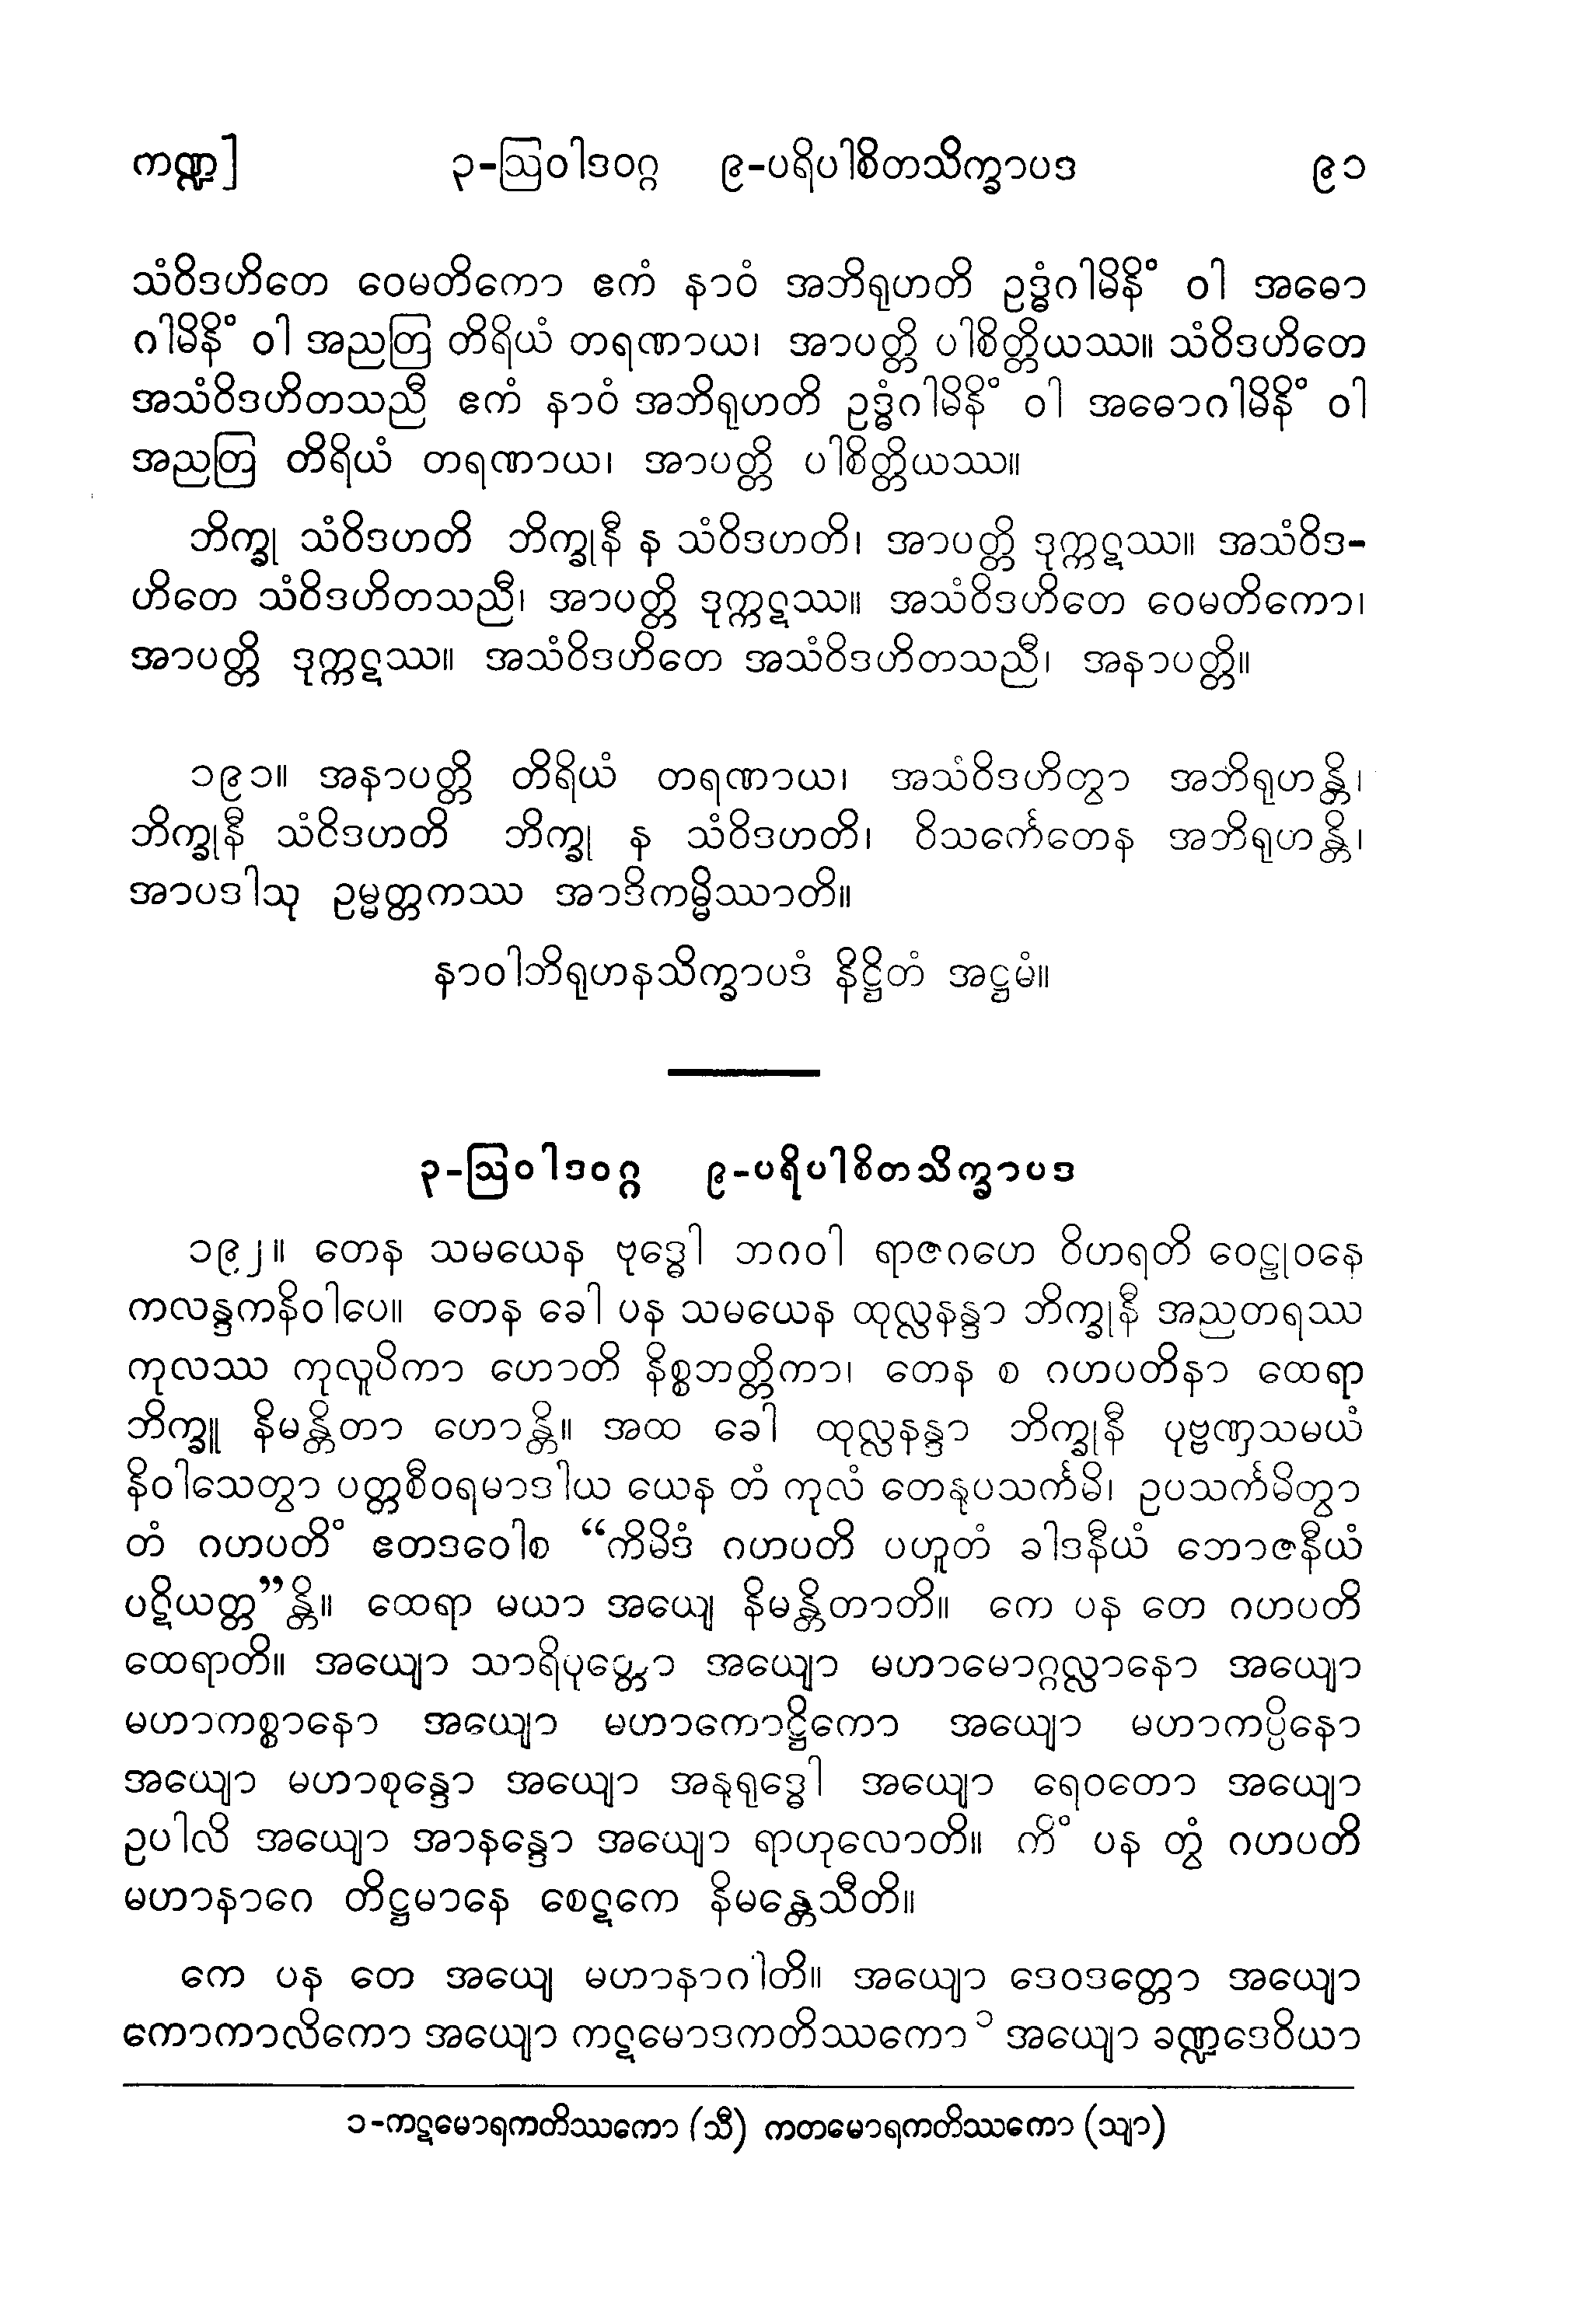 ကဏ္ဍ] ၃-ဩဝါဒဝဂ္ဂ ၉-ပရိပါစိတသိက္ခာပဒ ၉၁
သံဝိဒဟိတေ ဝေမတိကော ဧကံ နာဝံ အဘိရုဟတိ ဥဒ္ဓံဂါမိနိံ ဝါ အဓော
ဂါမိနိံ ဝါ အညတြ တိရိယံ တရဏာယ၊ အာပတ္တိ ပါစိတ္တိယဿ။ သံဝိဒဟိတေ
အသံဝိဒဟိတသညီ ဧကံ နာဝံ အဘိရုဟတိ ဥဒ္ဓံဂါမိနိံ ဝါ အဓောဂါမိနိံ ဝါ
အညတြ တိရိယံ တရဏာယ၊ အာပတ္တိ ပါစိတ္တိယဿ။
ဘိက္ခု သံဝိဒဟတိ ဘိက္ခုနီ န သံဝိဒဟတိ၊ အာပတ္တိ ဒုက္ကဋဿ။ အသံဝိဒ-
ဟိတေ သံဝိဒဟိတသညီ၊ အာပတ္တိ ဒုက္ကဋဿ။ အသံဝိဒဟိတေ ဝေမတိကော၊
အာပတ္တိ ဒုက္ကဋဿ။ အသံဝိဒဟိတေ အသံဝိဒဟိတသညီ၊ အနာပတ္တိ။
၁၉၁။ အနာပတ္တိ တိရိယံ တရဏာယ၊ အသံဝိဒဟိတွာ အဘိရုဟန္တိ၊
ဘိက္ခုနီ သံငိဒဟတိ ဘိက္ခု န သံဝိဒဟတိ၊ ဝိသင်္ကေတေန အဘိရုဟန္တိ၊
အာပဒါသု ဥမ္မတ္တကဿ အာဒိကမ္မိဿာတိ။
နာဝါဘိရုဟနသိက္ခာပဒံ နိဋ္ဌိတံ အဋ္ဌမံ။
၃-ဩဝါဒဝဂ္ဂ ၉-ပရိပါစိတသိက္ခာပဒ
၁၉၂။ တေန သမယေန ဗုဒ္ဓေါ ဘဂဝါ ရာဇဂဟေ ဝိဟရတိ ဝေဠုဝနေ
ကလန္ဒကနိဝါပေ။ တေန ခေါ ပန သမယေန ထုလ္လနန္ဒာ ဘိက္ခုနီ အညတရဿ
ကုလဿ ကုလူပိကာ ဟောတိ နိစ္စဘတ္တိကာ၊ တေန စ ဂဟပတိနာ ထေရာ
ဘိက္ခူ နိမန္တိတာ ဟောန္တိ။ အထ ခေါ ထုလ္လနန္ဒာ ဘိက္ခုနီ ပုဗ္ဗဏှသမယံ
နိဝါသေတွာ ပတ္တစီဝရမာဒါယ ယေန တံ ကုလံ တေနုပသင်္ကမိ၊ ဥပသင်္ကမိတွာ
တံ ဂဟပတိံ ဧတဒဝေါစ “ကိမိဒံ ဂဟပတိ ပဟူတံ ခါဒနီယံ ဘောဇနီယံ
ပဋိယတ္တ”န္တိ။ ထေရာ မယာ အယျေ နိမန္တိတာတိ။ ကေ ပန တေ ဂဟပတိ
ထေရာတိ။ အယျော သာရိပုတ္တော အယျော မဟာမောဂ္ဂလ္လာနော အယျော
မဟာကစ္စာနော အယျော မဟာကောဋ္ဌိကော အယျော မဟာကပ္ပိနော
အယျော မဟာစုန္ဒော အယျော အနုရုဒ္ဓေါ အယျော ရေဝတော အယျော
ဥပါလိ အယျော အာနန္ဒော အယျော ရာဟုလောတိ။ ကိံ ပန တွံ ဂဟပတိ
မဟာနာဂေ တိဋ္ဌမာနေ စေဋကေ နိမန္တေသီတိ။
ကေ ပန တေ အယျေ မဟာနာဂါတိ။ အယျော ဒေဝဒတ္တော အယျော
ကောကာလိကော အယျော ကဋမောဒကတိဿကော ၁ အယျော ခဏ္ဍဒေဝိယာ
၁-ကဋမောရကတိဿကော (သီ) ကတမောရကတိဿကော (သျာ)